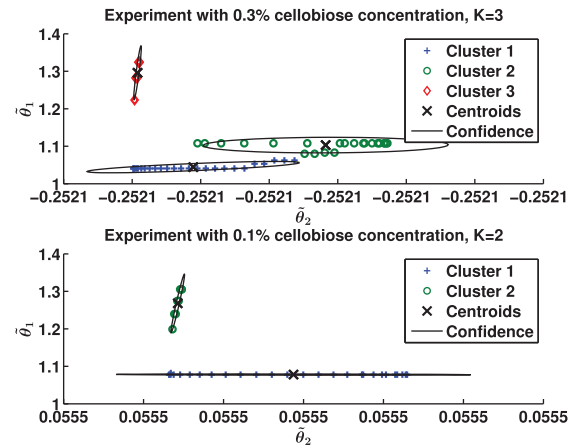 Experiment with 0.3% cellobiose concentration, K=3
1.4
1.3
1.2
1.1
1
θ̃₁
Cluster 1
Cluster 2
Cluster 3
Centroids
Confidence
−0.2521 −0.2521 −0.2521 −0.2521 −0.2521 −0.2521 −0.2521 −0.2521
θ̃₂
Experiment with 0.1% cellobiose concentration, K=2
1.4
1.3
1.2
1.1
1
θ̃₁
Cluster 1
Cluster 2
Centroids
Confidence
0.0555 0.0555 0.0555 0.0555 0.0555 0.0555 0.0555
θ̃₂